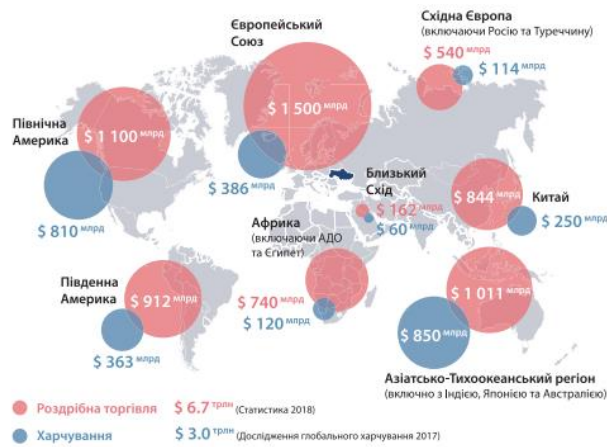 Європейський
Союз
$ 1 500 млрд
$ 386 млрд
Східна Європа
(включаючи Росію та Туреччину)
$ 540 млрд
$ 114 млрд
Північна
Америка
$ 1 100 млрд
$ 810 млрд
Близький
Схід
$ 162 млрд
$ 60 млрд
$ 844 млрд
Китай
$ 250 млрд
Африка
(включаючи АДО
та Єгипет)
$ 740 млрд
$ 120 млрд
Південна
Америка
$ 912 млрд
$ 363 млрд
$ 1 011 млрд
$ 850 млрд
Азіатсько-Тихоокеанський регіон
(включно з Індією, Японією та Австралією)
Роздрібна торгівля $ 6.7 трлн (Статистика 2018)
Харчування $ 3.0 трлн (Дослідження глобального харчування 2017)